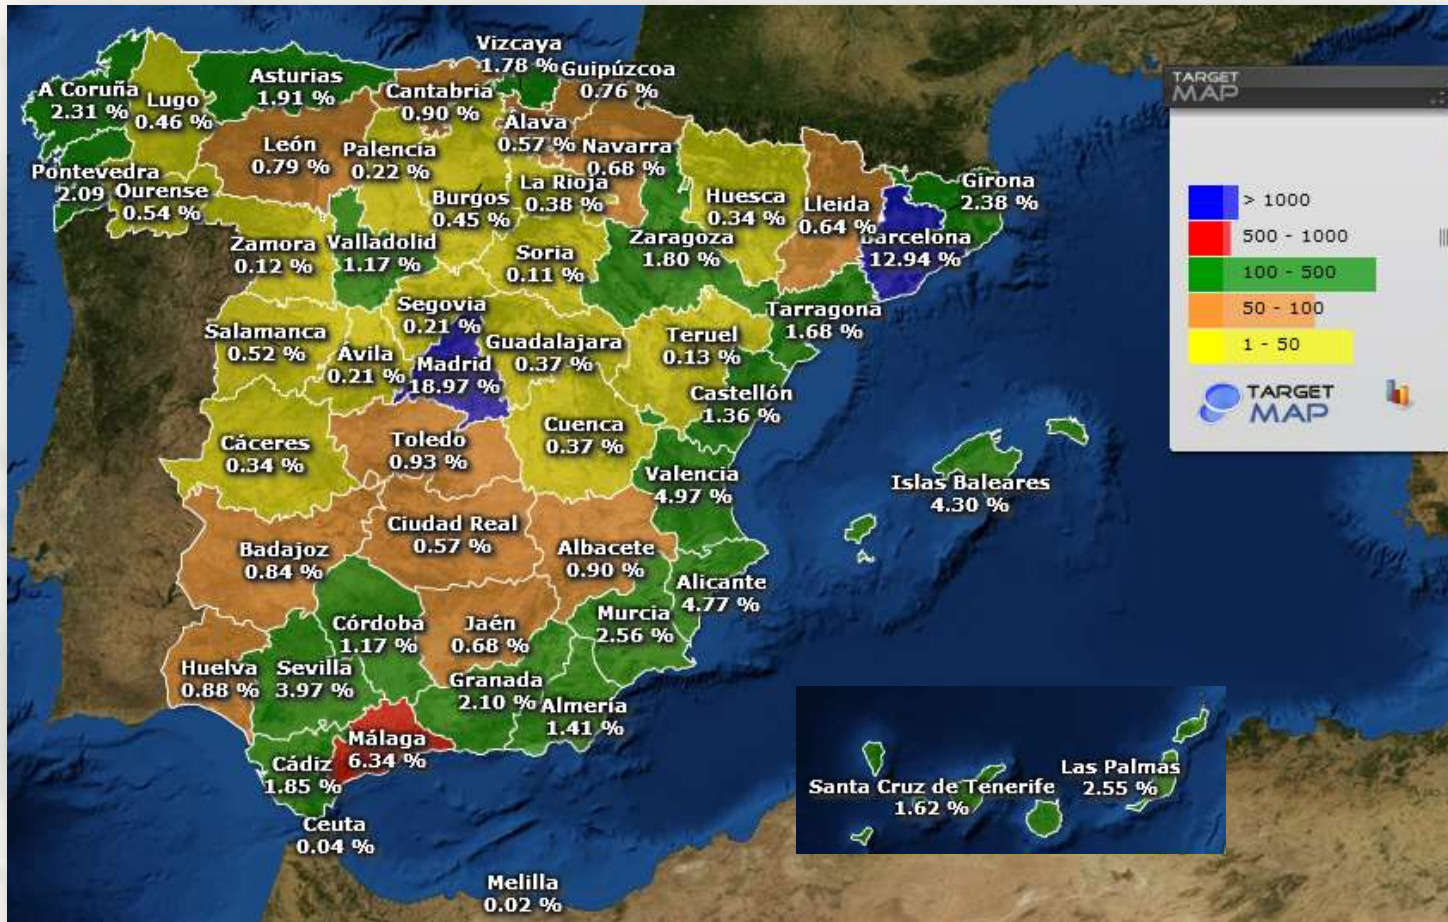 Vizcaya
1.78 %
Guipúzcoa
0.76 %
A Coruña
2.31 %
Lugo
0.46 %
Asturias
1.91 %
Cantabria
0.90 %
Álava
0.57 %
Navarra
0.68 %
León
0.79 %
Palencia
0.22 %
Pontevedra
2.09
Ourense
0.54 %
Burgos
0.45 %
La Rioja
0.38 %
Huesca
0.34 %
Lleida
0.64 %
Girona
2.38 %
Barcelona
12.94 %
Zamora
0.12 %
Valladolid
1.17 %
Soria
0.11 %
Zaragoza
1.80 %
Tarragona
1.68 %
Salamanca
0.52 %
Ávila
0.21 %
Segovia
0.21 %
Madrid
18.97 %
Guadalajara
0.37 %
Teruel
0.13 %
Castellón
1.36 %
Cáceres
0.34 %
Toledo
0.93 %
Cuenca
0.37 %
Valencia
4.97 %
Islas Baleares
4.30 %
Badajoz
0.84 %
Ciudad Real
0.57 %
Albacete
0.90 %
Alicante
4.77 %
Murcia
2.56 %
Córdoba
1.17 %
Jaén
0.68 %
Huelva
0.88 %
Sevilla
3.97 %
Granada
2.10 %
Almería
1.41 %
Málaga
6.34 %
Cádiz
1.85 %
Ceuta
0.04 %
Melilla
0.02 %
Santa Cruz de Tenerife
1.62 %
Las Palmas
2.55 %
TARGET
MAP
> 1000
500 - 1000
100 - 500
50 - 100
1 - 50
TARGET
MAP